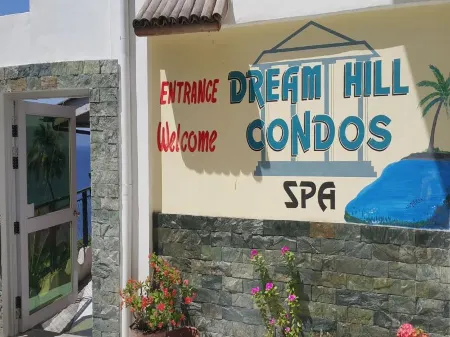 ENTRANCE
Welcome
DREAM HILL
CONDOS
SPA